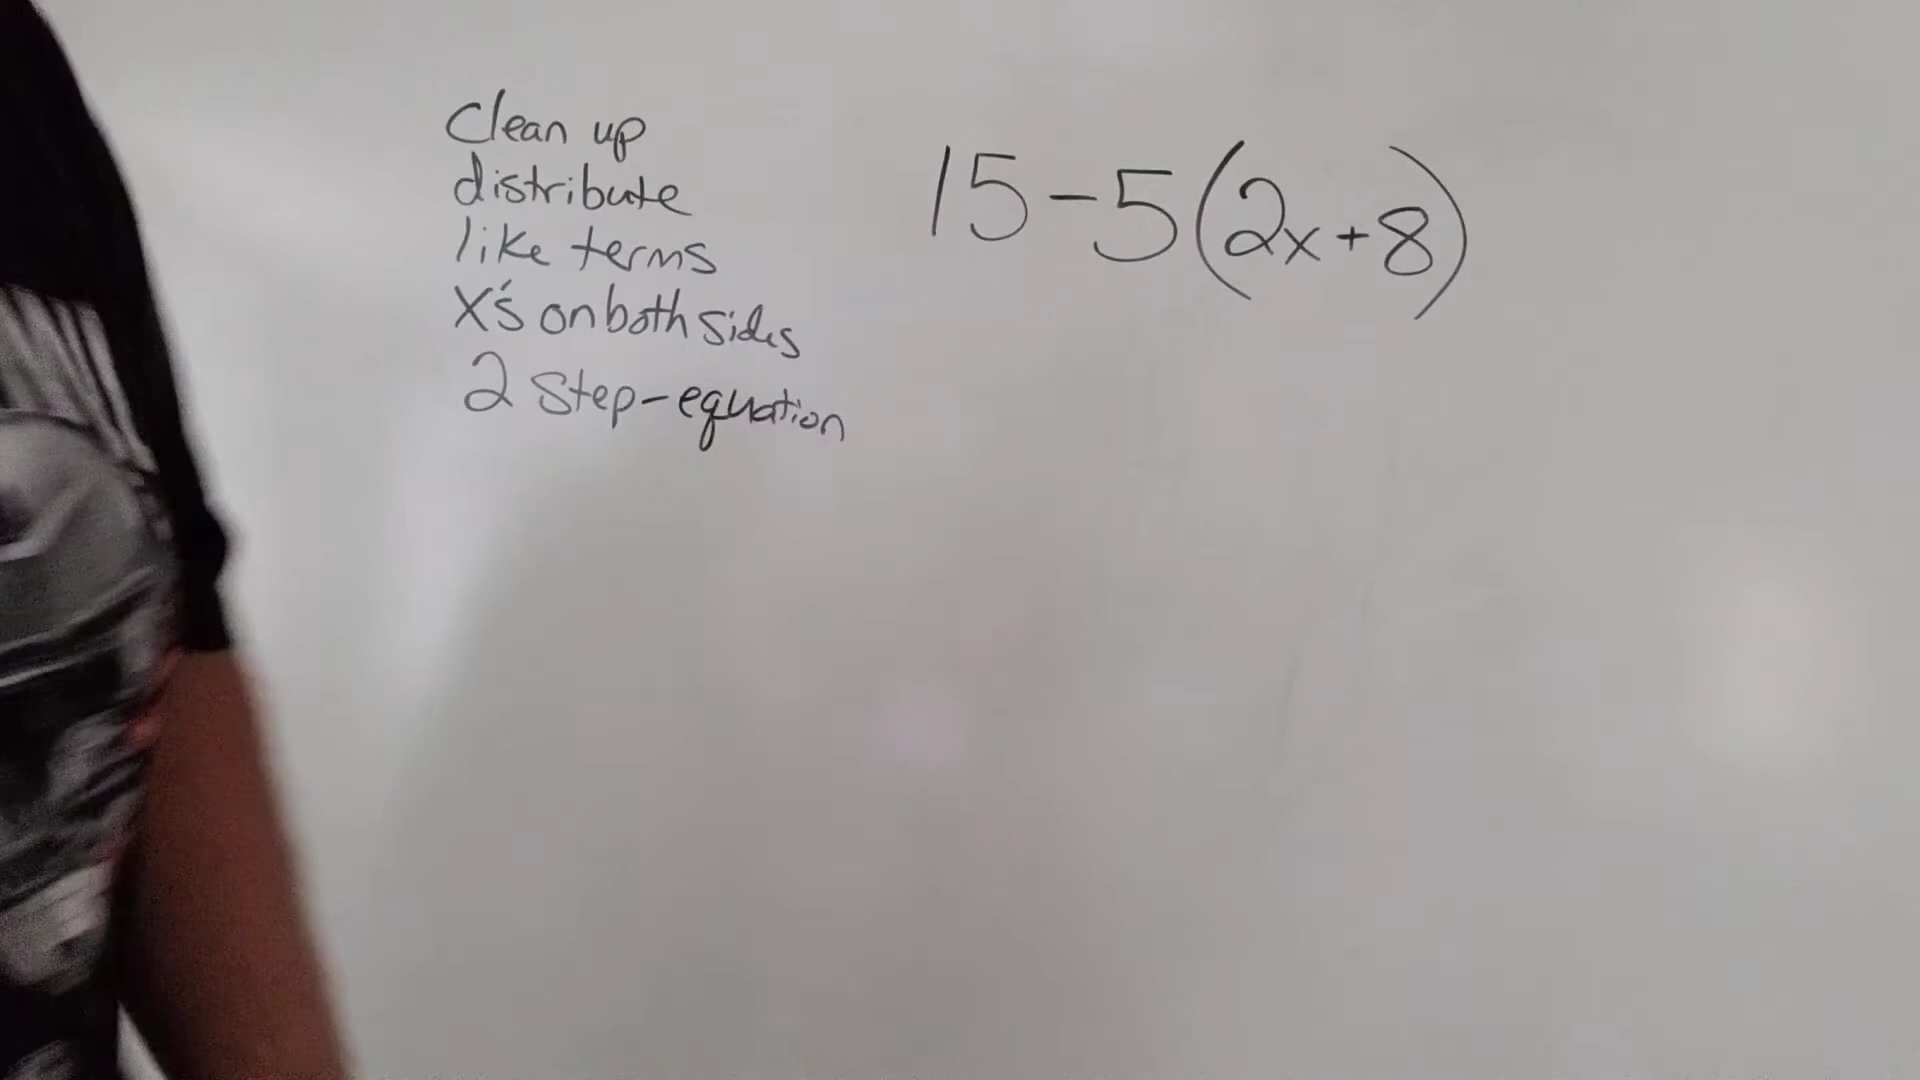 Clean up
distribute
like terms
X's on both sides
2 Step-equation
15-5(2x+8)